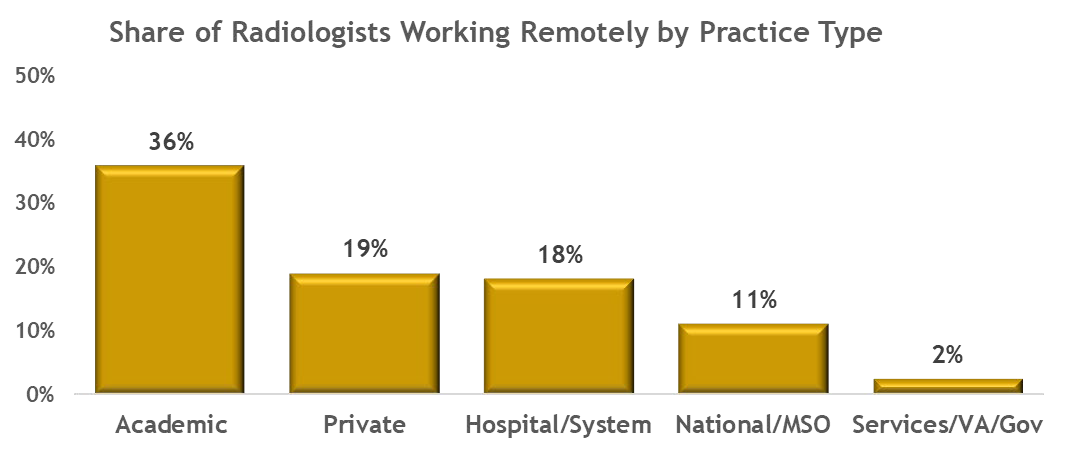 Share of Radiologists Working Remotely by Practice Type
50%
40%
30%
20%
10%
0%
36%
19%
18%
11%
2%
Academic
Private
Hospital/System
National/MSO
Services/VA/Gov